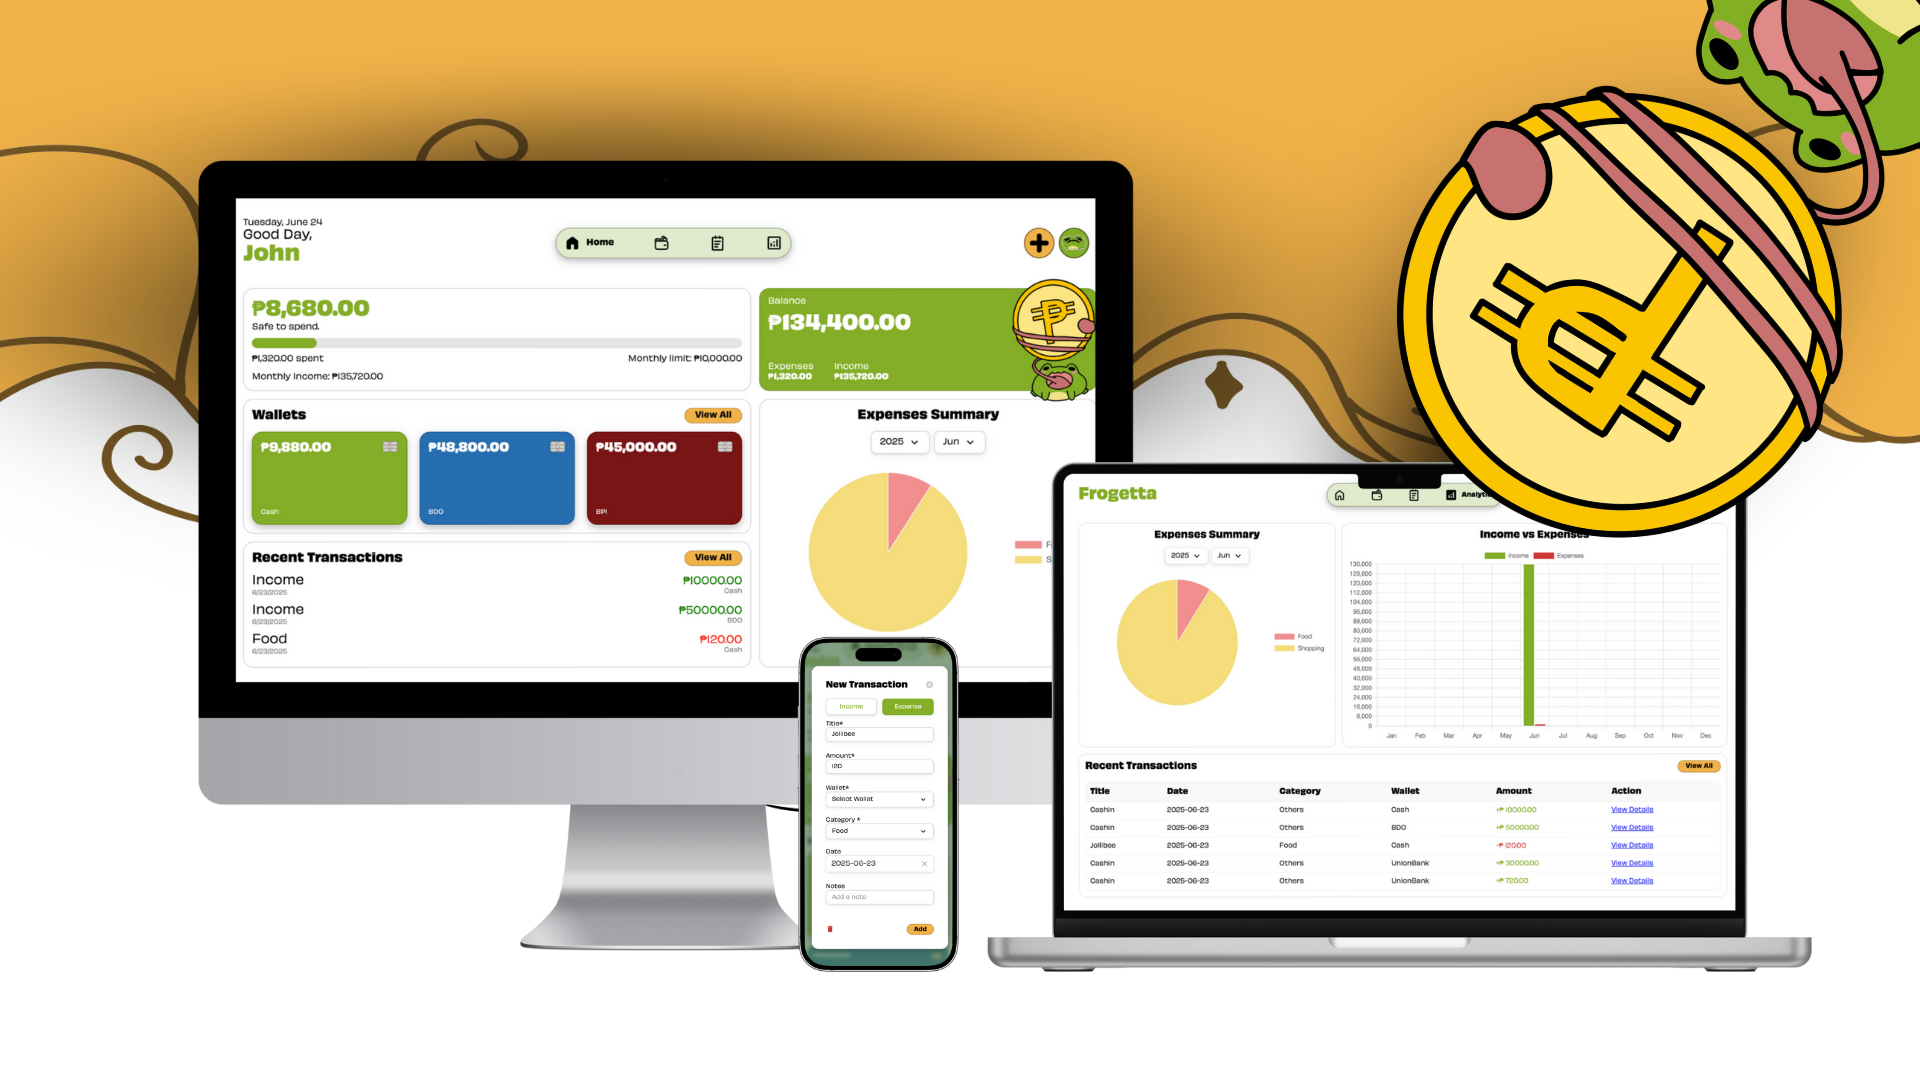 Tuesday, June 24
Good Day,
John
Home
₱8,680.00
Safe to spend.
₱1,320.00 spent
Monthly limit: ₱10,000.00
Monthly Income: ₱135,720.00
Balance
₱134,400.00
Expenses
Income
₱1,320.00
₱135,720.00
Wallets
View All
₱9,880.00
Cash
₱48,800.00
BDO
₱45,000.00
BPI
Expenses Summary
2025
Jun
Recent Transactions
View All
Income
6/23/2025
₱10000.00
Cash
Income
6/23/2025
₱50000.00
BDO
Food
6/23/2025
₱120.00
Cash
New Transaction
Income
Expense
Title*
Jollibee
Amount*
120
Wallet*
Select Wallet
Category *
Food
Date
2025-06-23
Notes
Add a note
Add
Frogetta
Expenses Summary
2025
Jun
Food
Shopping
Income vs Expenses
Income
Expenses
136,000
128,000
120,000
112,000
104,000
96,000
88,000
80,000
72,000
64,000
56,000
48,000
40,000
32,000
24,000
16,000
8,000
0
Jan Feb Mar Apr May Jun Jul Aug Sep Oct Nov Dec
Recent Transactions
View All
Title Date Category Wallet Amount Action
Cashin 2025-06-23 Others Cash +₱ 10000.00 View Details
Cashin 2025-06-23 Others BDO +₱ 50000.00 View Details
Jollibee 2025-06-23 Food Cash -₱ 120.00 View Details
Cashin 2025-06-23 Others UnionBank +₱ 30000.00 View Details
Cashin 2025-06-23 Others UnionBank +₱ 720.00 View Details